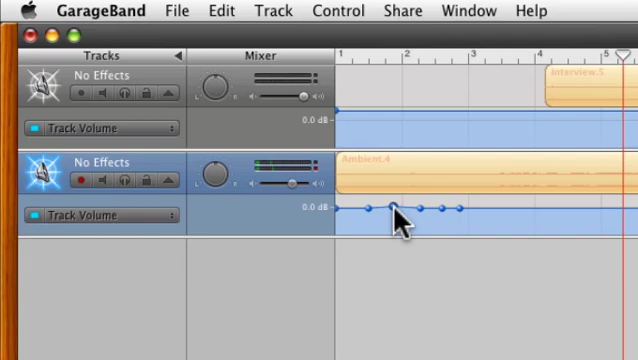 GarageBand File Edit Track Control Share Window Help
Tracks Mixer 1 2 3 4 5
No Effects
Interview.5
L R
0.0 dB
Track Volume
No Effects
Ambient.4
L R
0.0 dB
Track Volume